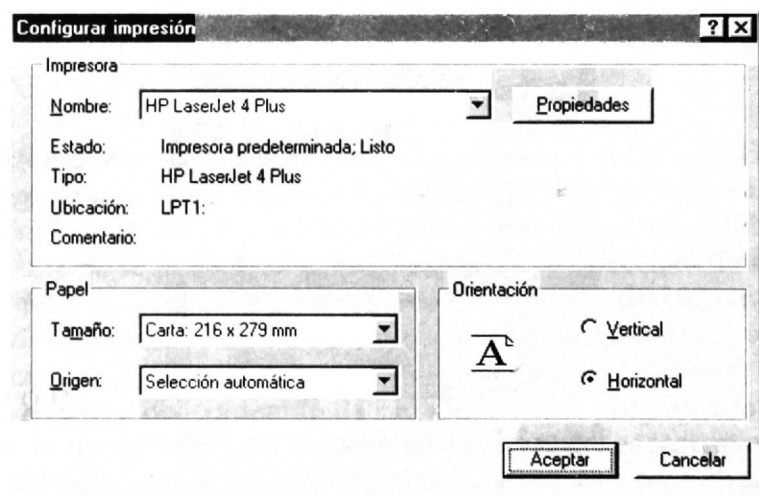 Configurar impresión
Impresora
Nombre: HP LaserJet 4 Plus Propiedades
Estado: Impresora predeterminada; Listo
Tipo: HP LaserJet 4 Plus
Ubicación: LPT1:
Comentario:
Papel
Tamaño: Carta: 216 x 279 mm
Origen: Selección automática
Orientación
A
Vertical
Horizontal
Aceptar Cancelar